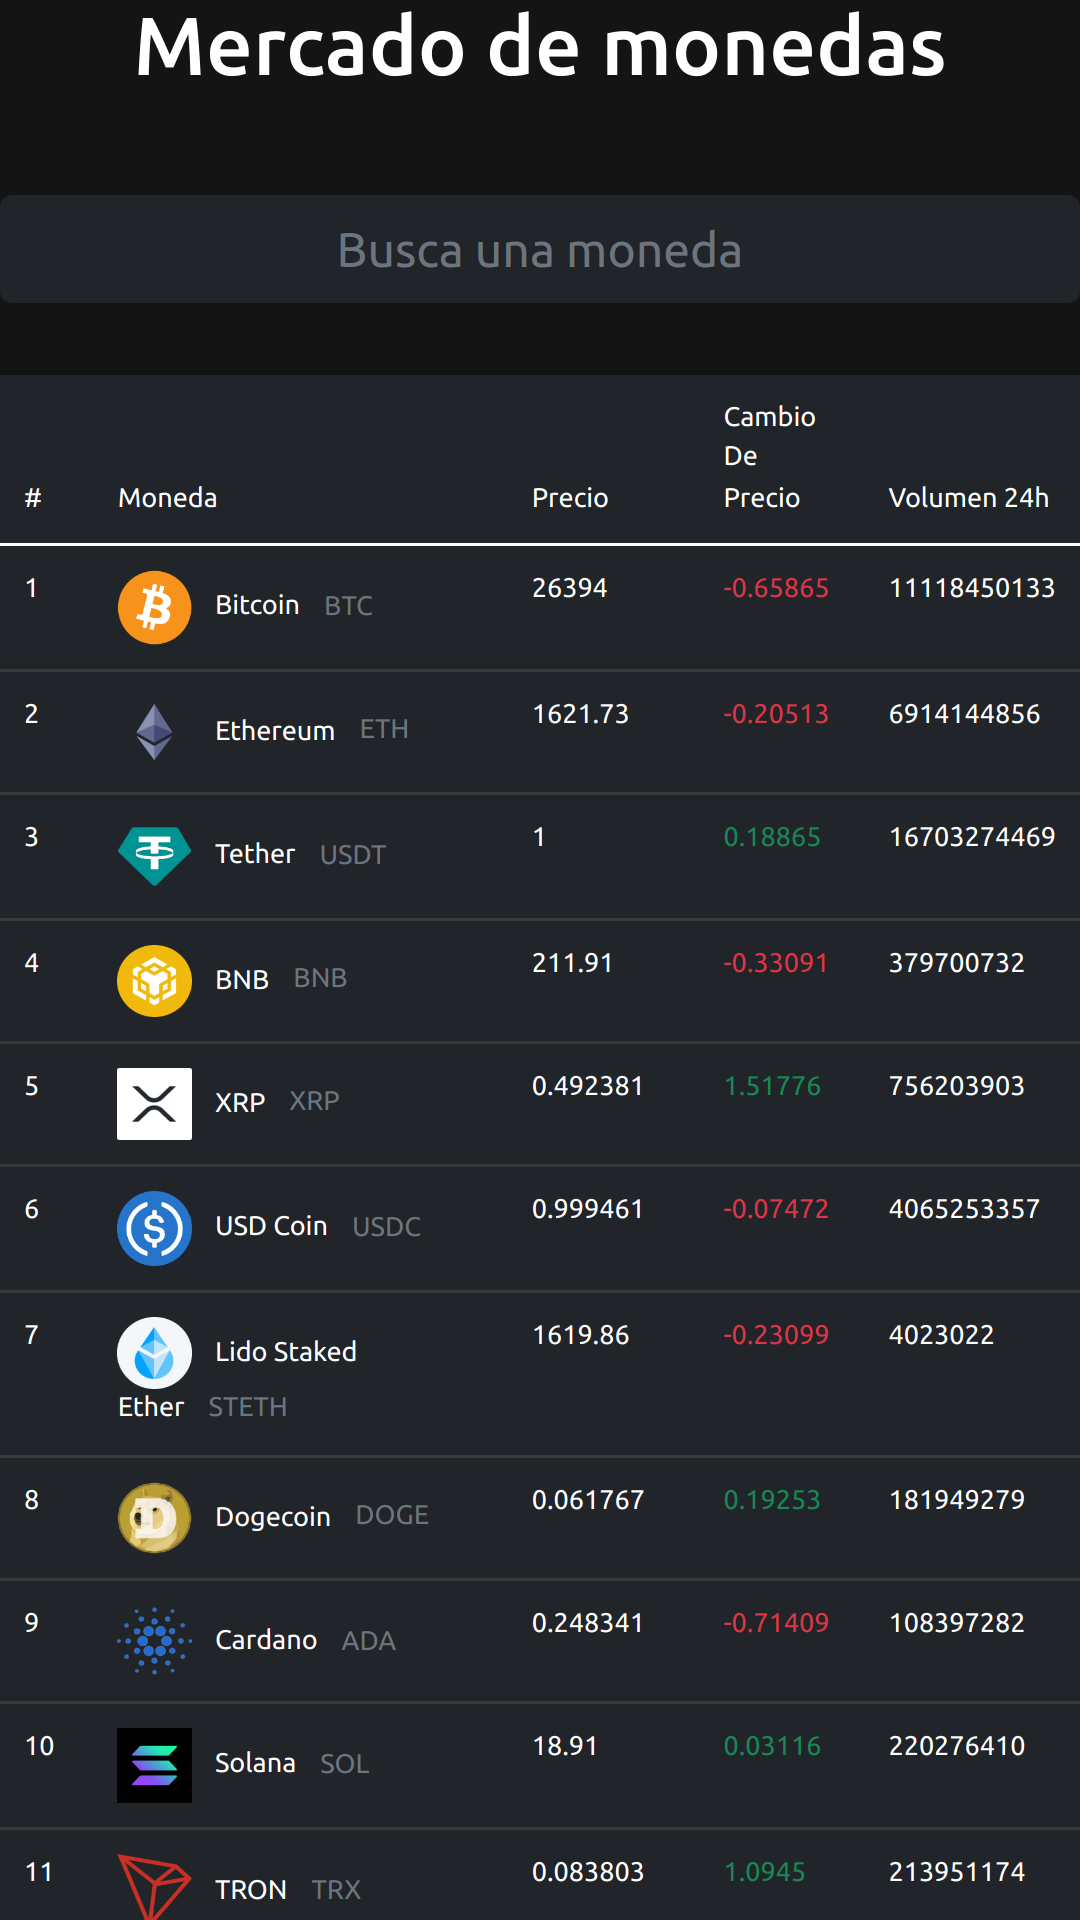 Mercado de monedas
Busca una moneda
# Moneda Precio Cambio De Precio Volumen 24h
1 Bitcoin BTC 26394 -0.65865 11118450133
2 Ethereum ETH 1621.73 -0.20513 6914144856
3 Tether USDT 1 0.18865 16703274469
4 BNB BNB 211.91 -0.33091 379700732
5 XRP XRP 0.492381 1.51776 756203903
6 USD Coin USDC 0.999461 -0.07472 4065253357
7 Lido Staked Ether STETH 1619.86 -0.23099 4023022
8 Dogecoin DOGE 0.061767 0.19253 181949279
9 Cardano ADA 0.248341 -0.71409 108397282
10 Solana SOL 18.91 0.03116 220276410
11 TRON TRX 0.083803 1.0945 213951174